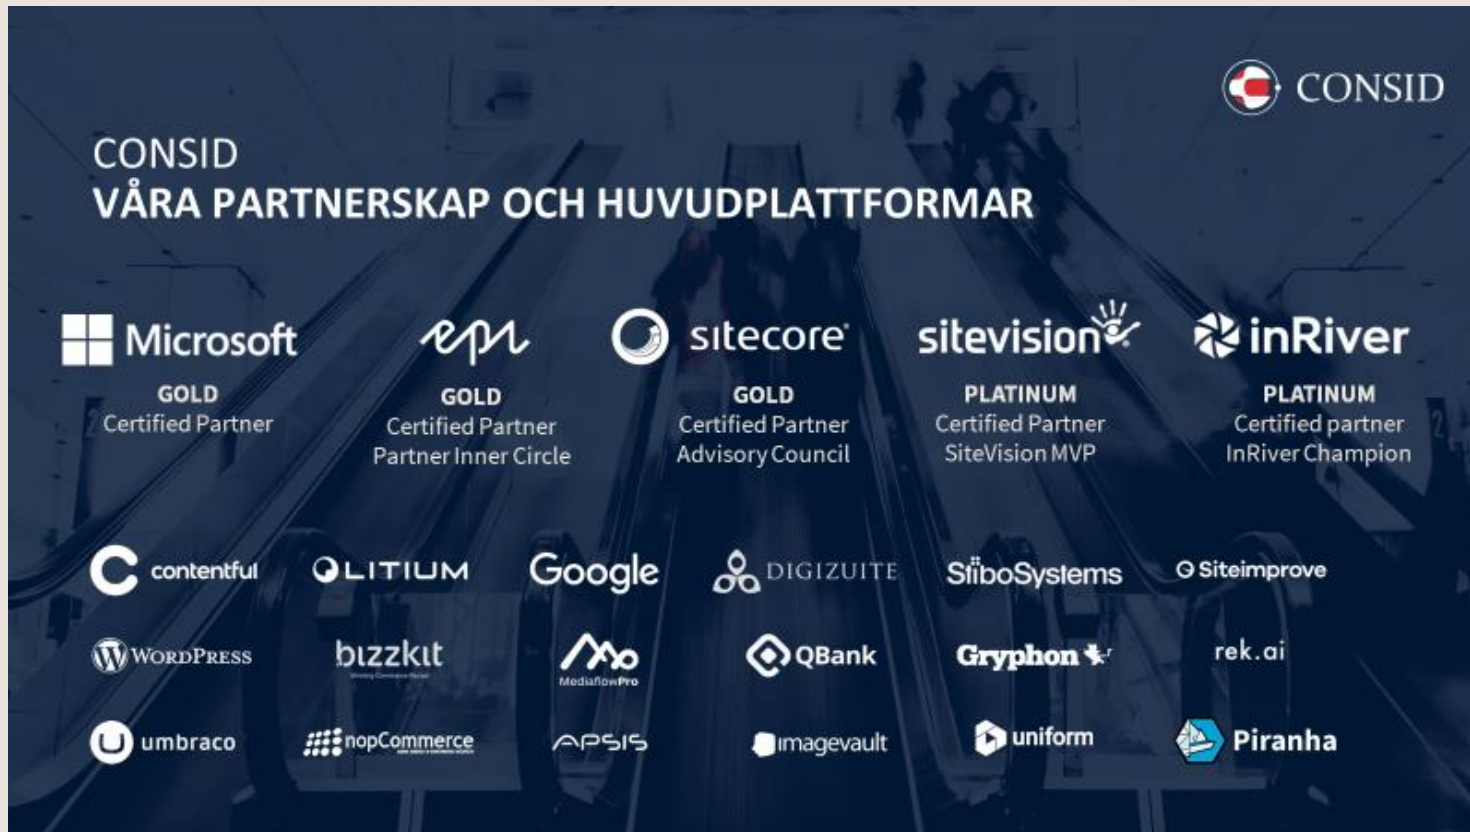 CONSID
CONSID
VÅRA PARTNERSKAP OCH HUVUDPLATTFORMAR
Microsoft
GOLD
Certified Partner
epi
GOLD
Certified Partner
Partner Inner Circle
sitecore
GOLD
Certified Partner
Advisory Council
sitevision
PLATINUM
Certified Partner
SiteVision MVP
inRiver
PLATINUM
Certified partner
InRiver Champion
contentful
LITIUM
Google
DIGIZUITE
StiboSystems
Siteimprove
WORDPRESS
bizzkit
MediaflowPro
QBank
Gryphon
rek.ai
umbraco
nopCommerce
APSIS
imagevault
uniform
Piranha